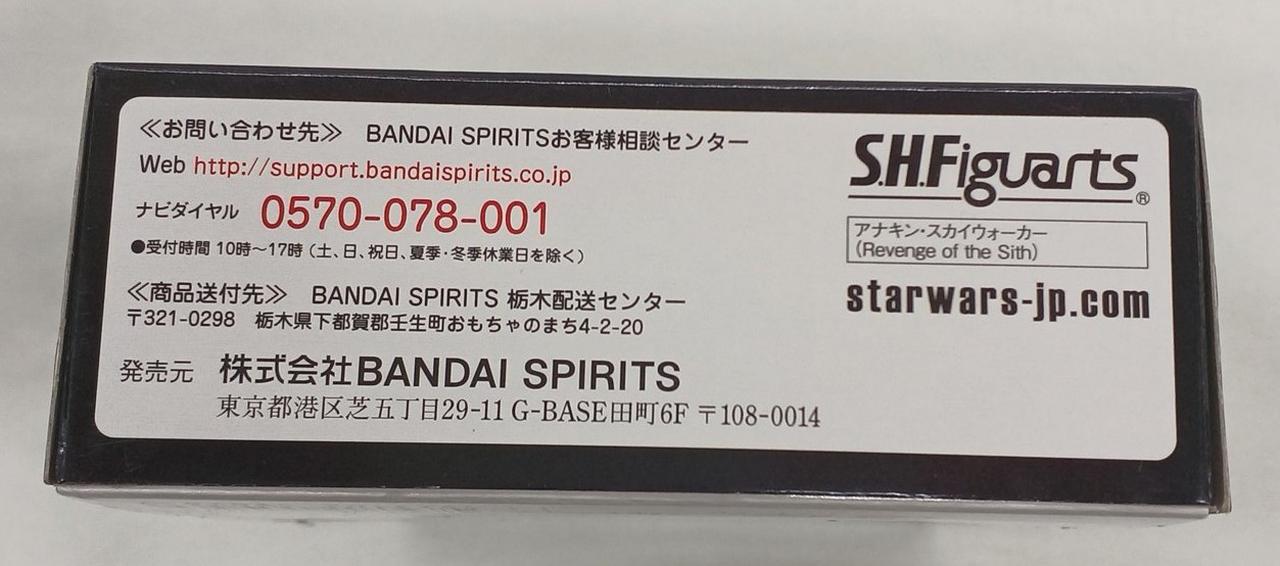 ≪お問い合わせ先≫ BANDAI SPIRITSお客様相談センター
Web http://support.bandaispirits.co.jp
ナビダイヤル 0570-078-001
●受付時間 10時〜17時（土、日、祝日、夏季・冬季休業日を除く）
≪商品送付先≫ BANDAI SPIRITS 栃木配送センター
〒321-0298 栃木県下都賀郡壬生町おもちゃのまち4-2-20
発売元 株式会社BANDAI SPIRITS
東京都港区芝五丁目29-11 G-BASE田町6F 〒108-0014
S.H.Figuarts®
アナキン・スカイウォーカー
(Revenge of the Sith)
starwars-jp.com